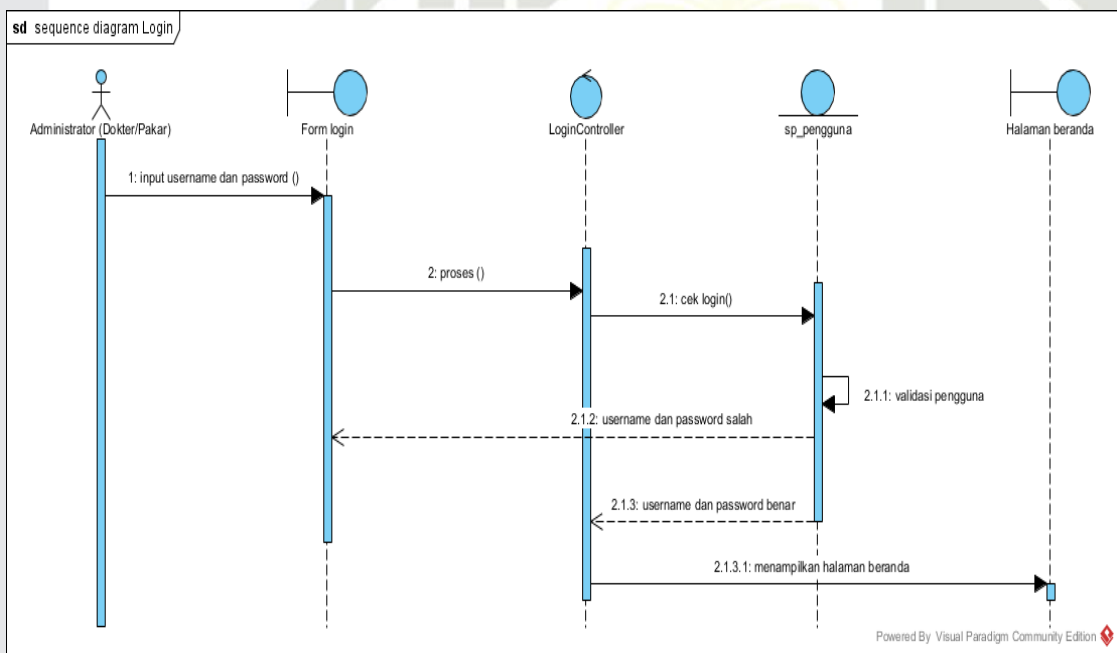 sd sequence diagram Login
Administrator (Dokter/Pakar)
Form login
LoginController
sp_pengguna
Halaman beranda
1: input username dan password ()
2: proses ()
2.1: cek login()
2.1.1: validasi pengguna
2.1.2: username dan password salah
2.1.3: username dan password benar
2.1.3.1: menampilkan halaman beranda
Powered By Visual Paradigm Community Edition